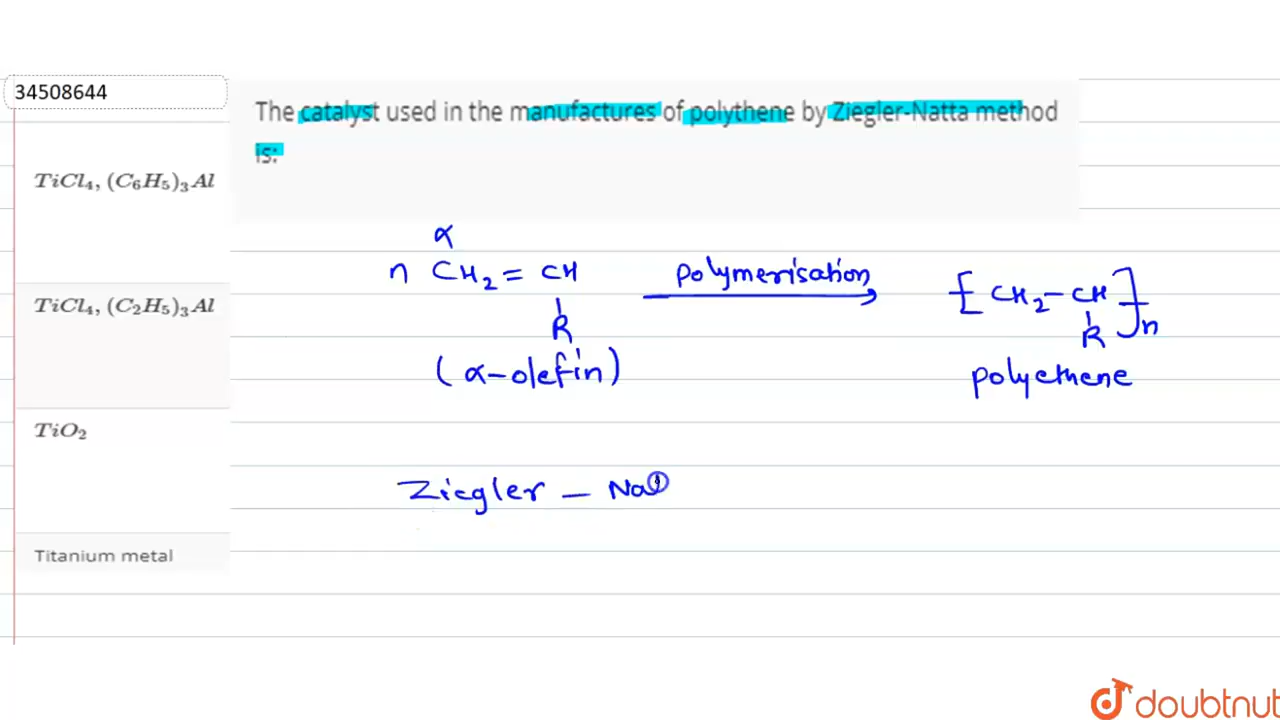 34508644
The catalyst used in the manufactures of polythene by Ziegler-Natta method
is:
TiCl₄, (C₆H₅)₃Al
TiCl₄, (C₂H₅)₃Al
TiO₂
Titanium metal
α
n CH₂ = CH polymerisation [CH₂ – CH]n
R R
(α-olefin) polyethene
Ziegler – Na
doubtnut